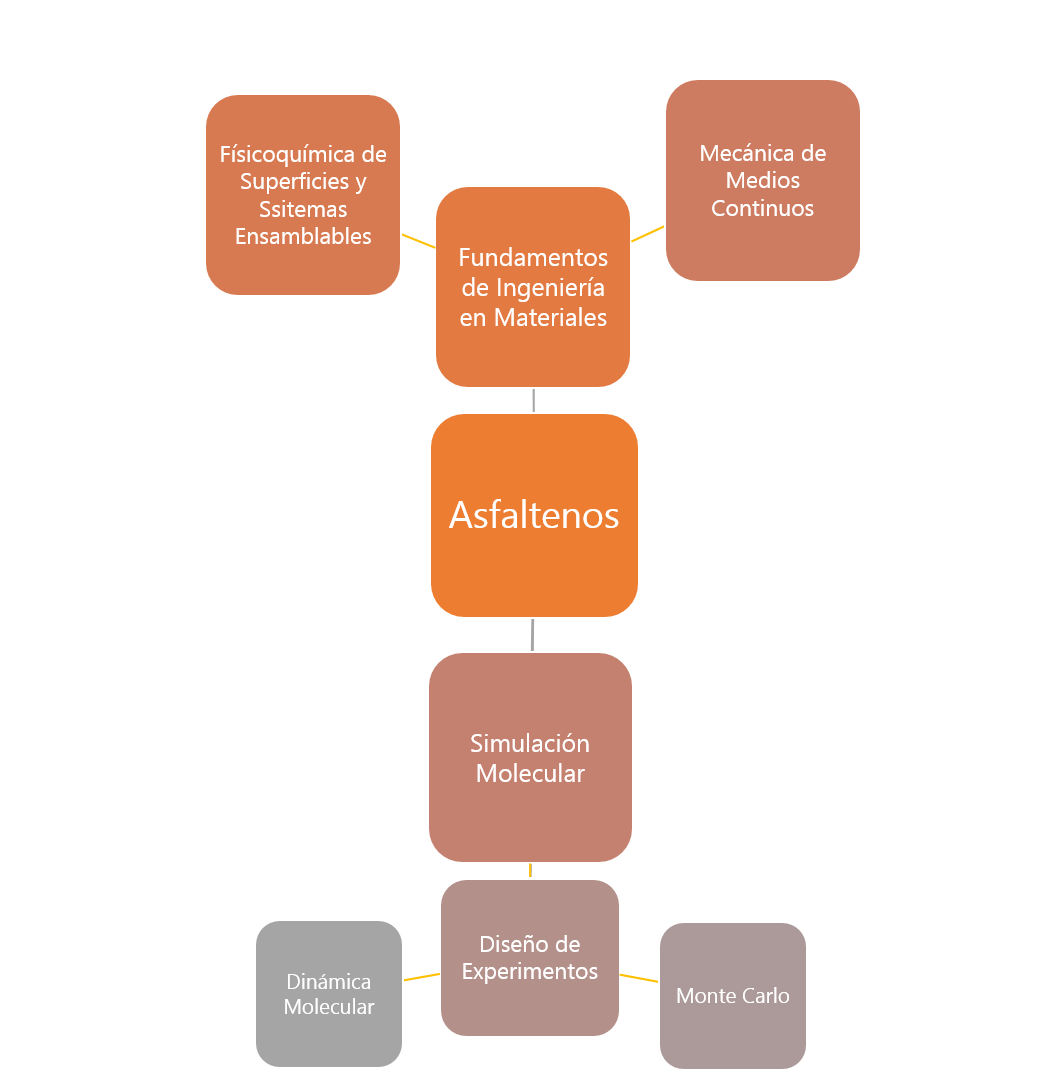 Físicoquímica de
Superficies y
Ssitemas
Ensamblables
Mecánica de
Medios
Continuos
Fundamentos
de Ingeniería
en Materiales
Asfaltenos
Simulación
Molecular
Diseño de
Experimentos
Dinámica
Molecular
Monte Carlo